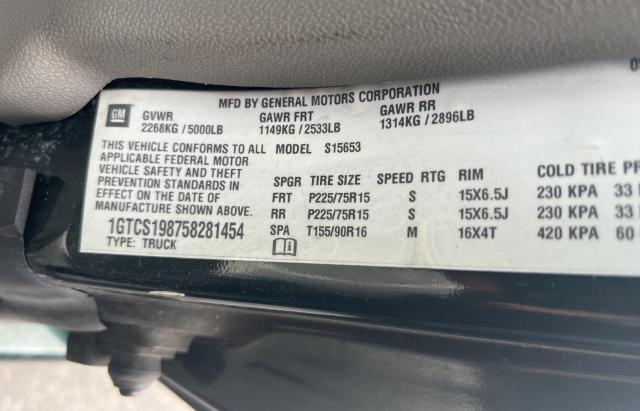 05
MFD BY GENERAL MOTORS CORPORATION
GM
GVWR GAWR FRT GAWR RR
2268KG / 5000LB 1149KG / 2533LB 1314KG / 2896LB
THIS VEHICLE CONFORMS TO ALL MODEL S15653
APPLICABLE FEDERAL MOTOR
VEHICLE SAFETY AND THEFT
PREVENTION STANDARDS IN
EFFECT ON THE DATE OF
MANUFACTURE SHOWN ABOVE.
1GTCS198758281454
TYPE: TRUCK
SPGR TIRE SIZE SPEED RTG RIM COLD TIRE PR
FRT P225/75R15 S 15X6.5J 230 KPA 33
RR P225/75R15 S 15X6.5J 230 KPA 33
SPA T155/90R16 M 16X4T 420 KPA 60